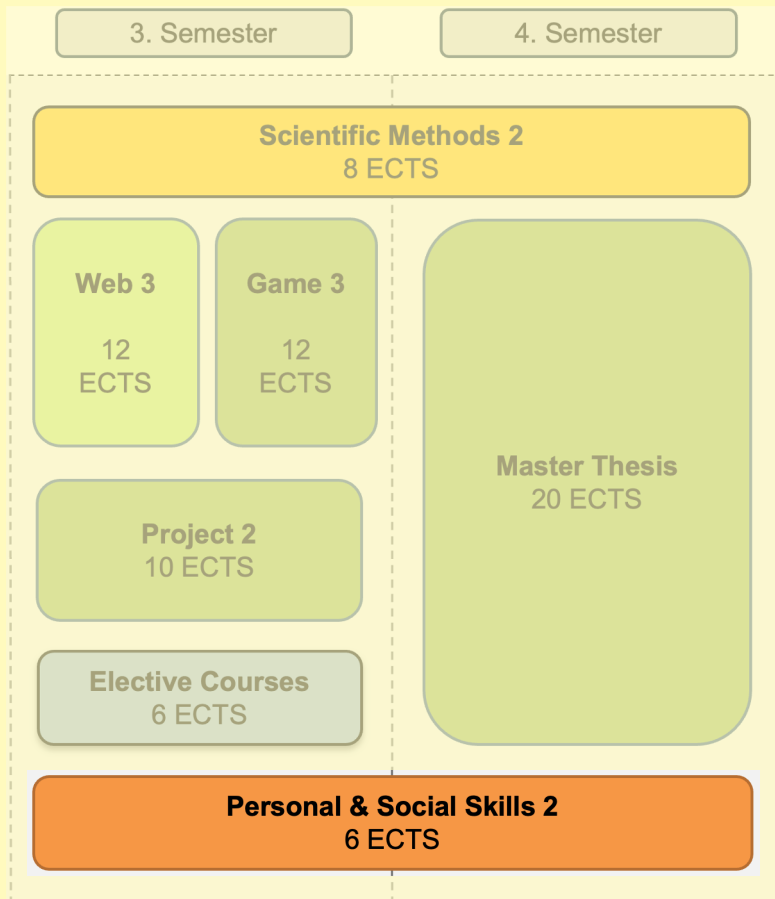 3. Semester
4. Semester
Scientific Methods 2
8 ECTS
Web 3
12
ECTS
Game 3
12
ECTS
Master Thesis
20 ECTS
Project 2
10 ECTS
Elective Courses
6 ECTS
Personal & Social Skills 2
6 ECTS